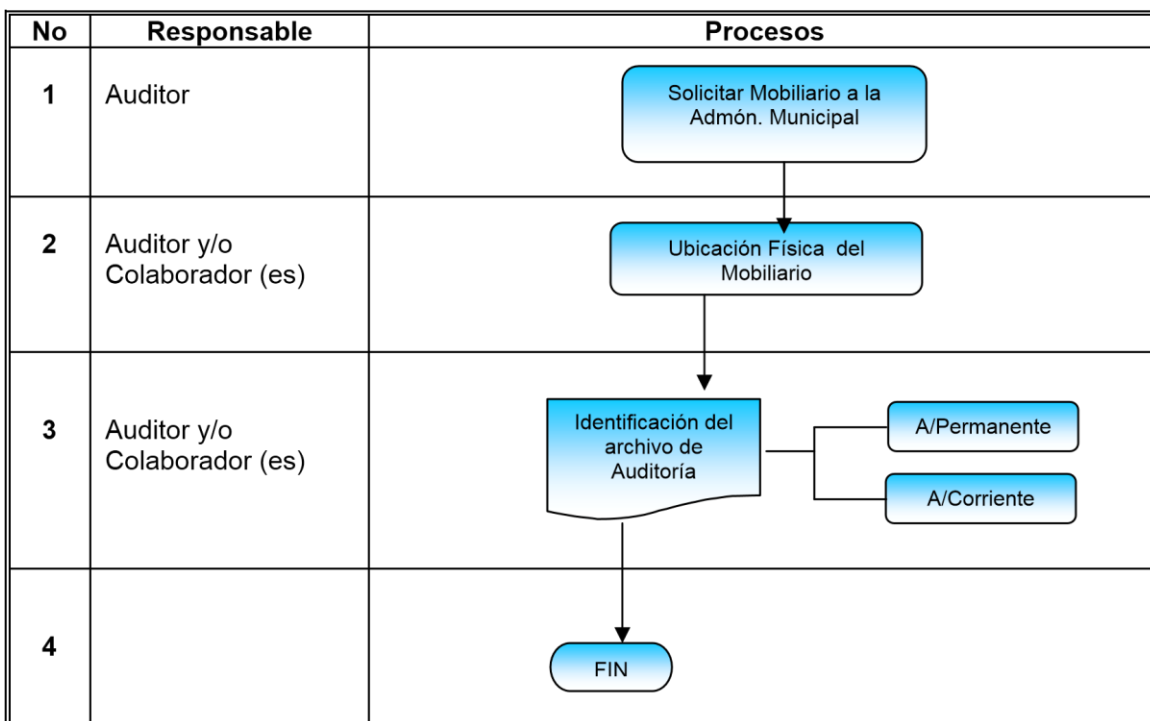 No Responsable Procesos
1 Auditor
Solicitar Mobiliario a la
Admón. Municipal
2 Auditor y/o
Colaborador (es)
Ubicación Física del
Mobiliario
3 Auditor y/o
Colaborador (es)
Identificación del
archivo de
Auditoría
A/Permanente
A/Corriente
4
FIN